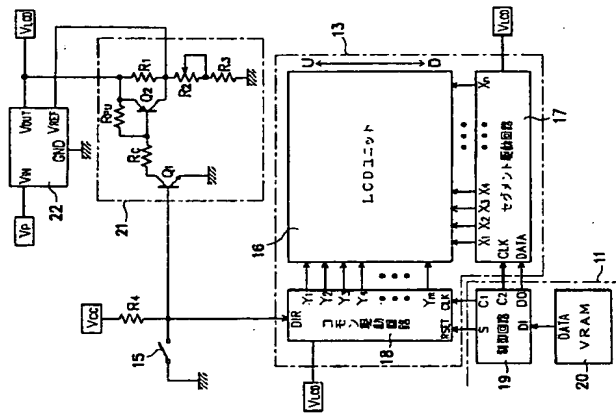 VP
VIN
VOUT
VREF
GND
22
VLCD
VLCD
21
RPU
RC
Q1
Q2
R1
R2
R3
VCC
R4
15
13
U
D
16
LCDユニット
DIR
Y1
Y2
Y3
Y4
Ym
コモン駆動回路
18
RSET
CLK
VLCD
X1
X2
X3
X4
Xn
セグメント駆動回路
17
CLK
DATA
VLCD
S
C1
C2
制御回路
DI
DO
19
11
DATA
VRAM
20